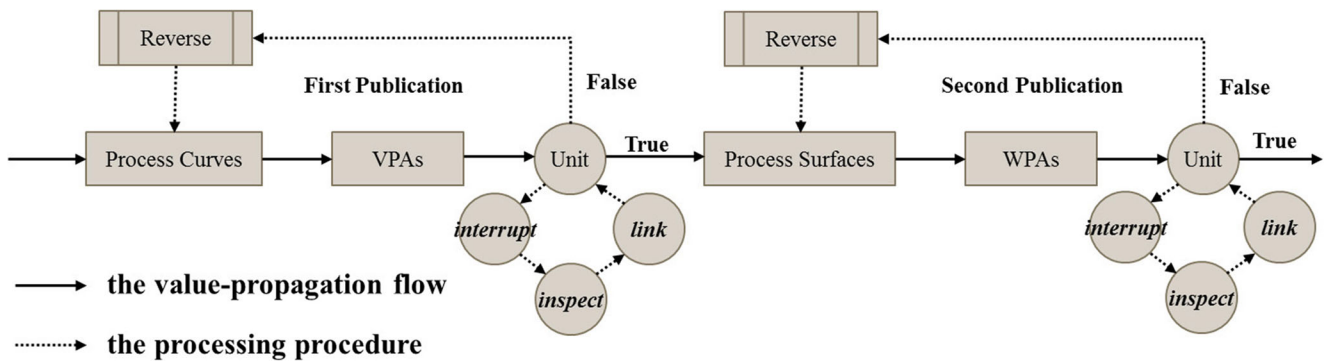 Reverse
Reverse
First Publication
False
Second Publication
False
Process Curves
VPAs
Unit
True
Process Surfaces
WPAs
Unit
True
interrupt
link
interrupt
link
inspect
inspect
the value-propagation flow
the processing procedure